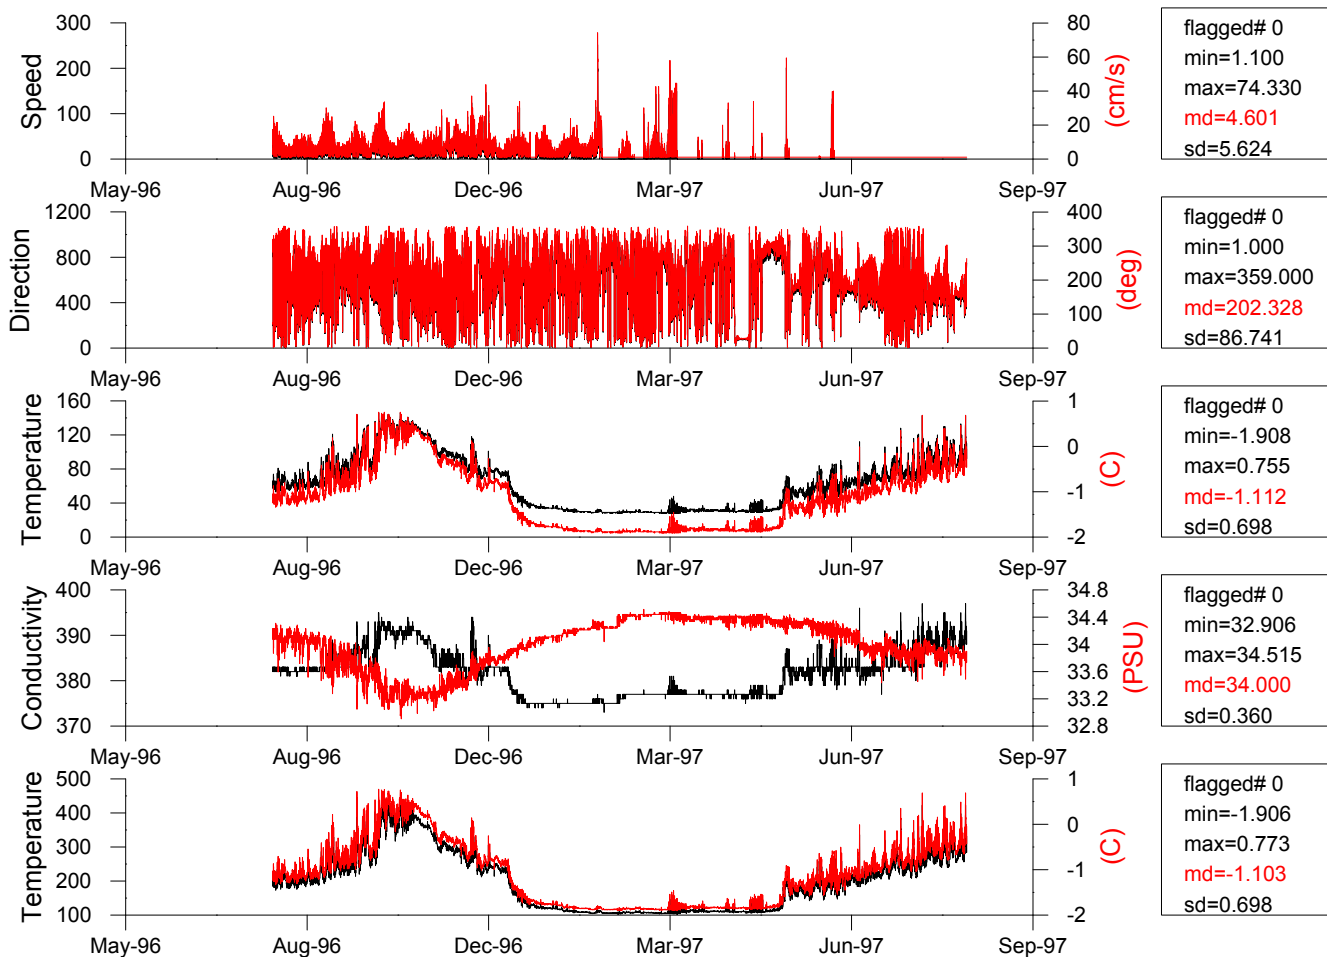 Speed
300
200
100
0
80
60
40
20
0
(cm/s)
May-96 Aug-96 Dec-96 Mar-97 Jun-97 Sep-97
flagged# 0
min=1.100
max=74.330
md=4.601
sd=5.624
Direction
1200
800
400
0
400
300
200
100
0
(deg)
May-96 Aug-96 Dec-96 Mar-97 Jun-97 Sep-97
flagged# 0
min=1.000
max=359.000
md=202.328
sd=86.741
Temperature
160
120
80
40
0
1
0
-1
-2
(C)
May-96 Aug-96 Dec-96 Mar-97 Jun-97 Sep-97
flagged# 0
min=-1.908
max=0.755
md=-1.112
sd=0.698
Conductivity
400
390
380
370
34.8
34.4
34
33.6
33.2
32.8
(PSU)
May-96 Aug-96 Dec-96 Mar-97 Jun-97 Sep-97
flagged# 0
min=32.906
max=34.515
md=34.000
sd=0.360
Temperature
500
400
300
200
100
1
0
-1
-2
(C)
May-96 Aug-96 Dec-96 Mar-97 Jun-97 Sep-97
flagged# 0
min=-1.906
max=0.773
md=-1.103
sd=0.698